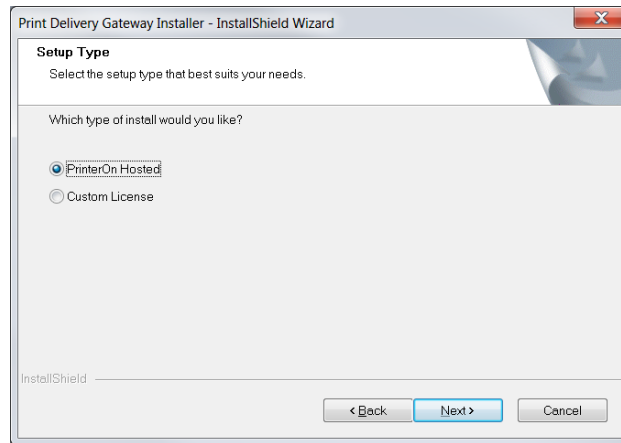 Print Delivery Gateway Installer - InstallShield Wizard
Setup Type
Select the setup type that best suits your needs.
Which type of install would you like?
PrinterOn Hosted
Custom License
InstallShield
< Back
Next >
Cancel